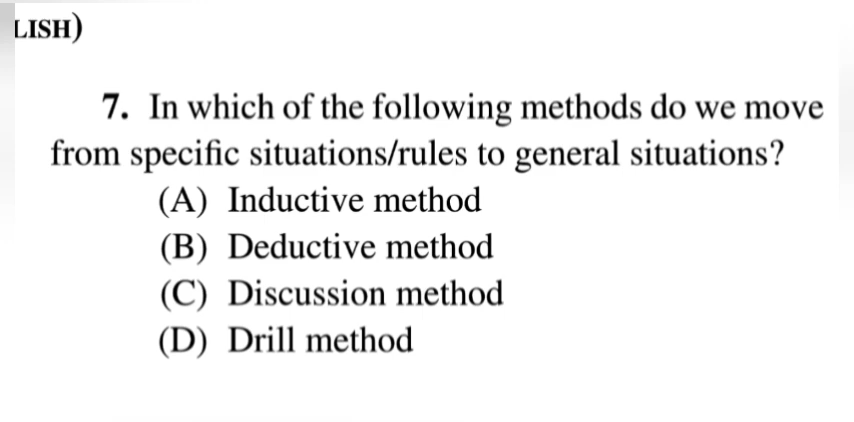 LISH)
7. In which of the following methods do we move
from specific situations/rules to general situations?
(A) Inductive method
(B) Deductive method
(C) Discussion method
(D) Drill method